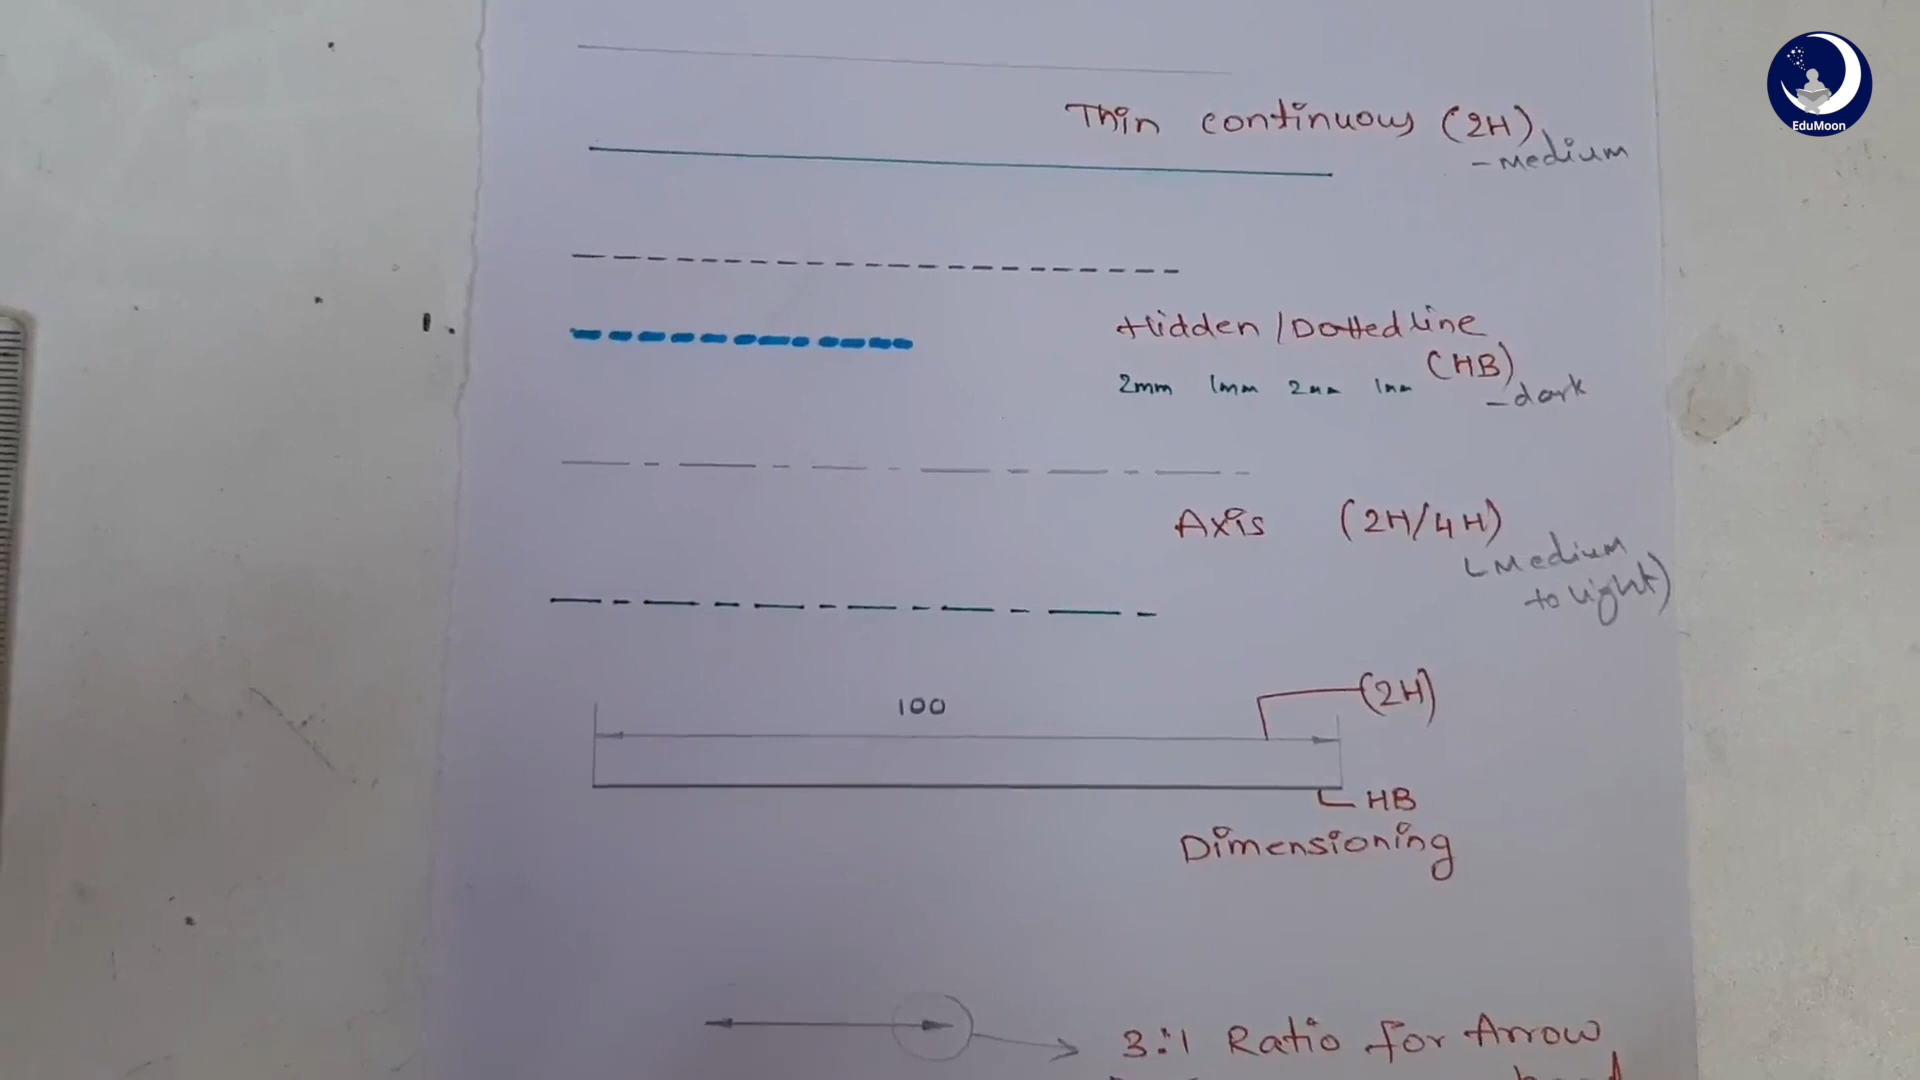 EduMoon
Thin continuous (2H)
- Medium
Hidden / Dotted line
(HB)
2mm 1mm 2mm 1mm
- dark
Axis (2H/4H)
(Medium
to light)
(2H)
100
HB
Dimensioning
3:1 Ratio for Arrow